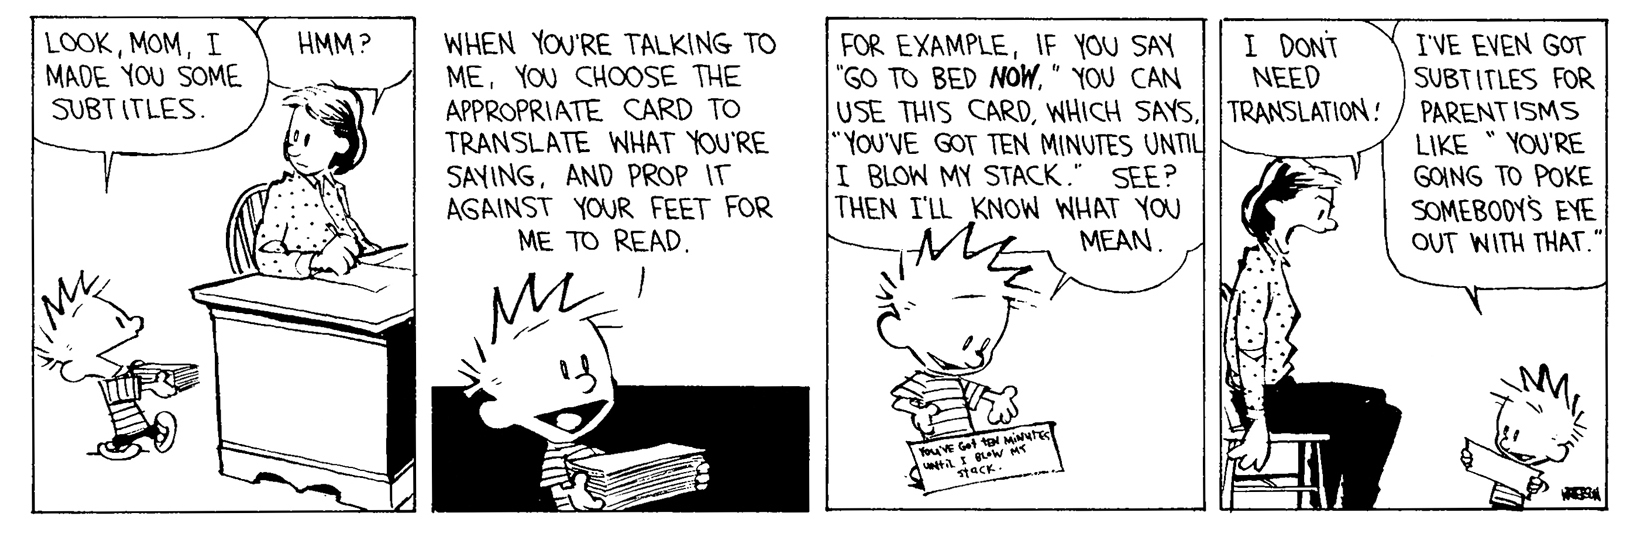 LOOK, MOM, I
MADE YOU SOME
SUBTITLES.
HMM?
WHEN YOU'RE TALKING TO
ME, YOU CHOOSE THE
APPROPRIATE CARD TO
TRANSLATE WHAT YOU'RE
SAYING, AND PROP IT
AGAINST YOUR FEET FOR
ME TO READ.
FOR EXAMPLE, IF YOU SAY
"GO TO BED NOW," YOU CAN
USE THIS CARD, WHICH SAYS,
"YOU'VE GOT TEN MINUTES UNTIL
I BLOW MY STACK." SEE?
THEN I'LL KNOW WHAT YOU
MEAN.
YOU'VE GOT TEN MINUTES
UNTIL I BLOW MY
STACK.
I DON'T
NEED
TRANSLATION!
I'VE EVEN GOT
SUBTITLES FOR
PARENTISMS
LIKE "YOU'RE
GOING TO POKE
SOMEBODY'S EYE
OUT WITH THAT."
WATTERSON